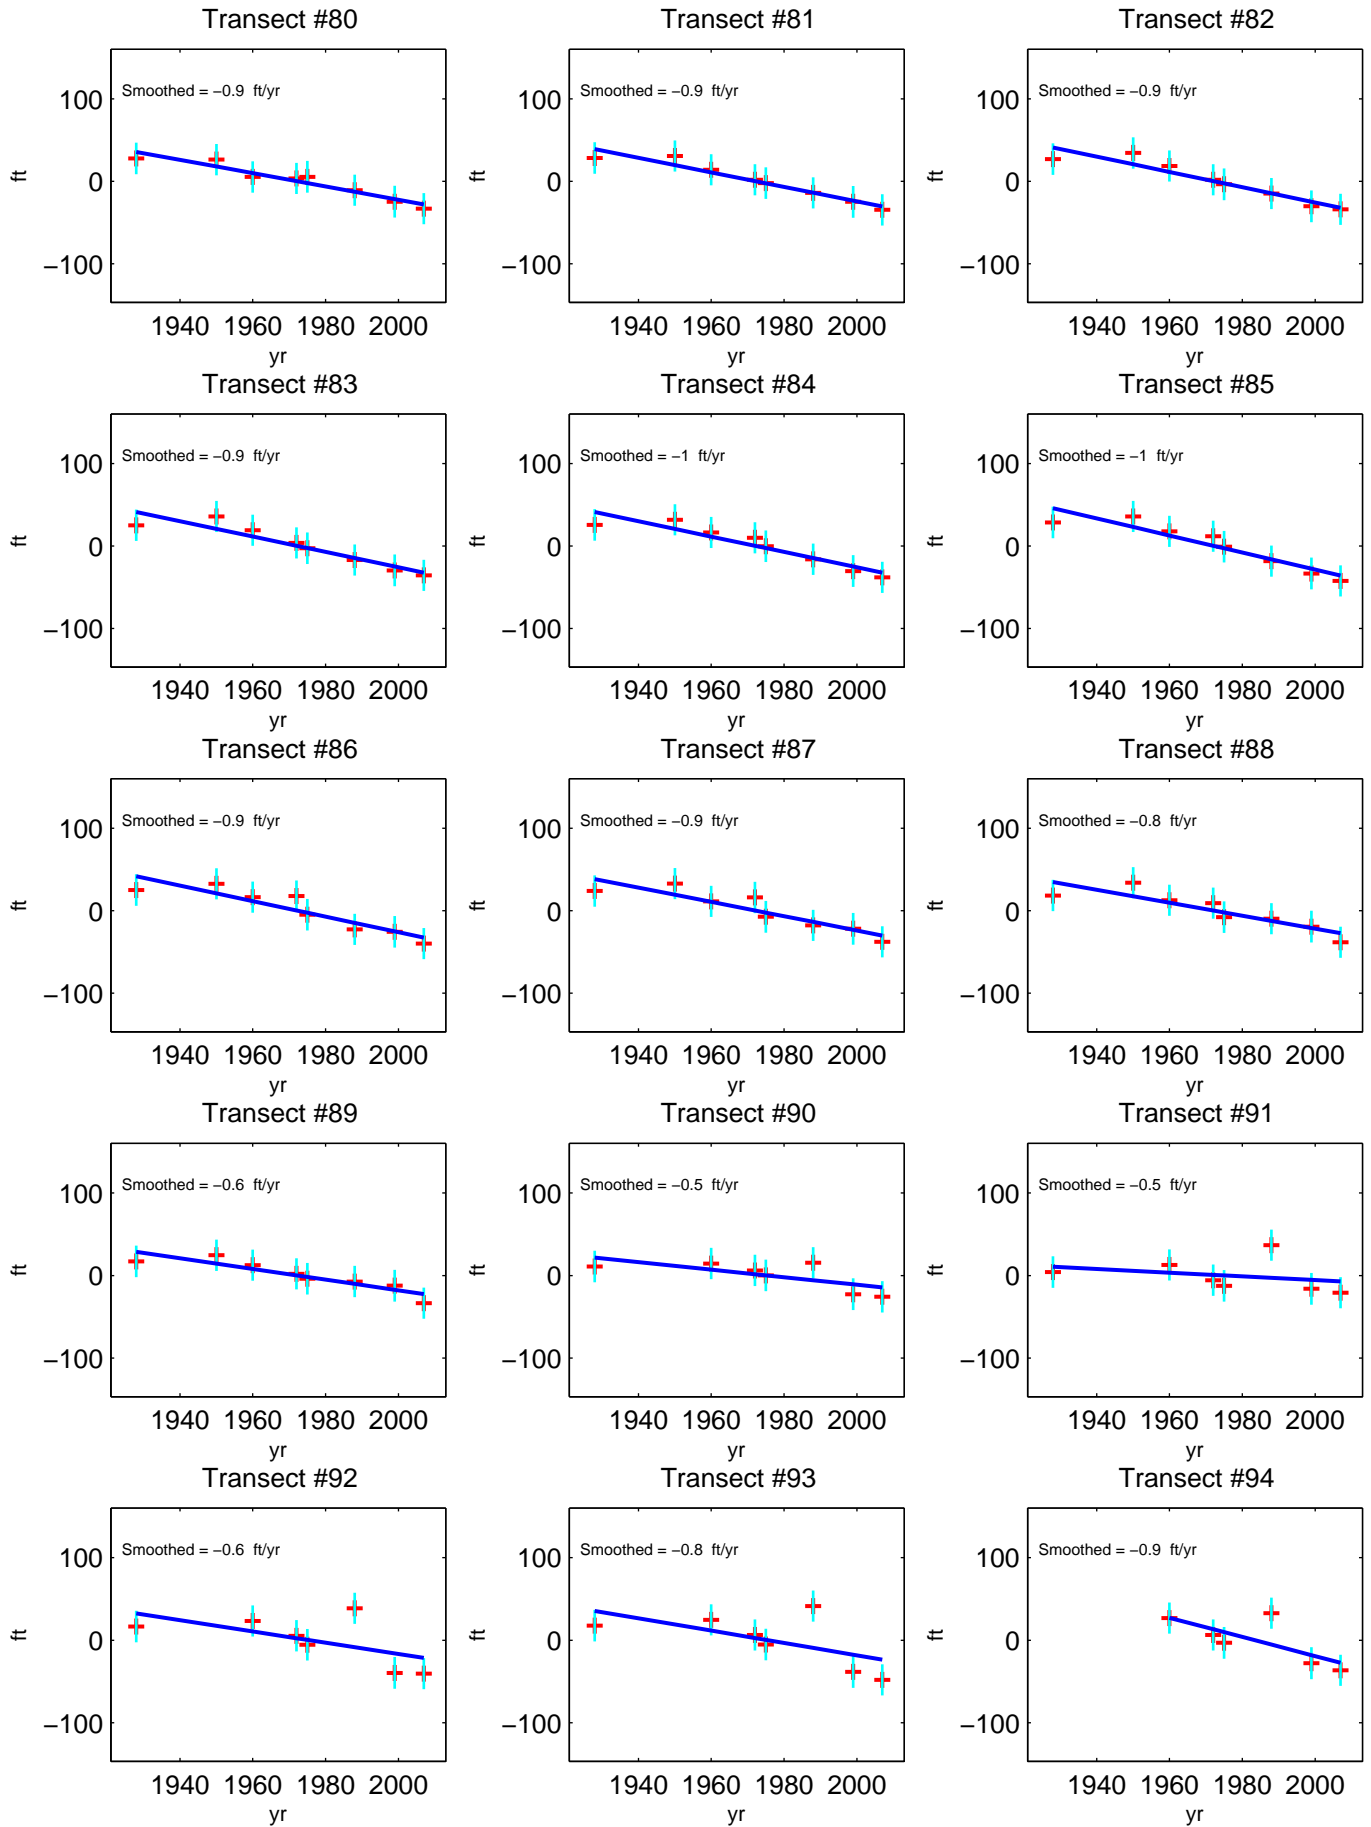 Transect #80 Transect #81 Transect #82
Smoothed = −0.9 ft/yr Smoothed = −0.9 ft/yr Smoothed = −0.9 ft/yr
100 100 100
ft ft ft
0 0 0
−100 −100 −100
1940 1960 1980 2000 1940 1960 1980 2000 1940 1960 1980 2000
yr yr yr
Transect #83 Transect #84 Transect #85
Smoothed = −0.9 ft/yr Smoothed = −1 ft/yr Smoothed = −1 ft/yr
100 100 100
ft ft ft
0 0 0
−100 −100 −100
1940 1960 1980 2000 1940 1960 1980 2000 1940 1960 1980 2000
yr yr yr
Transect #86 Transect #87 Transect #88
Smoothed = −0.9 ft/yr Smoothed = −0.9 ft/yr Smoothed = −0.8 ft/yr
100 100 100
ft ft ft
0 0 0
−100 −100 −100
1940 1960 1980 2000 1940 1960 1980 2000 1940 1960 1980 2000
yr yr yr
Transect #89 Transect #90 Transect #91
Smoothed = −0.6 ft/yr Smoothed = −0.5 ft/yr Smoothed = −0.5 ft/yr
100 100 100
ft ft ft
0 0 0
−100 −100 −100
1940 1960 1980 2000 1940 1960 1980 2000 1940 1960 1980 2000
yr yr yr
Transect #92 Transect #93 Transect #94
Smoothed = −0.6 ft/yr Smoothed = −0.8 ft/yr Smoothed = −0.9 ft/yr
100 100 100
ft ft ft
0 0 0
−100 −100 −100
1940 1960 1980 2000 1940 1960 1980 2000 1940 1960 1980 2000
yr yr yr